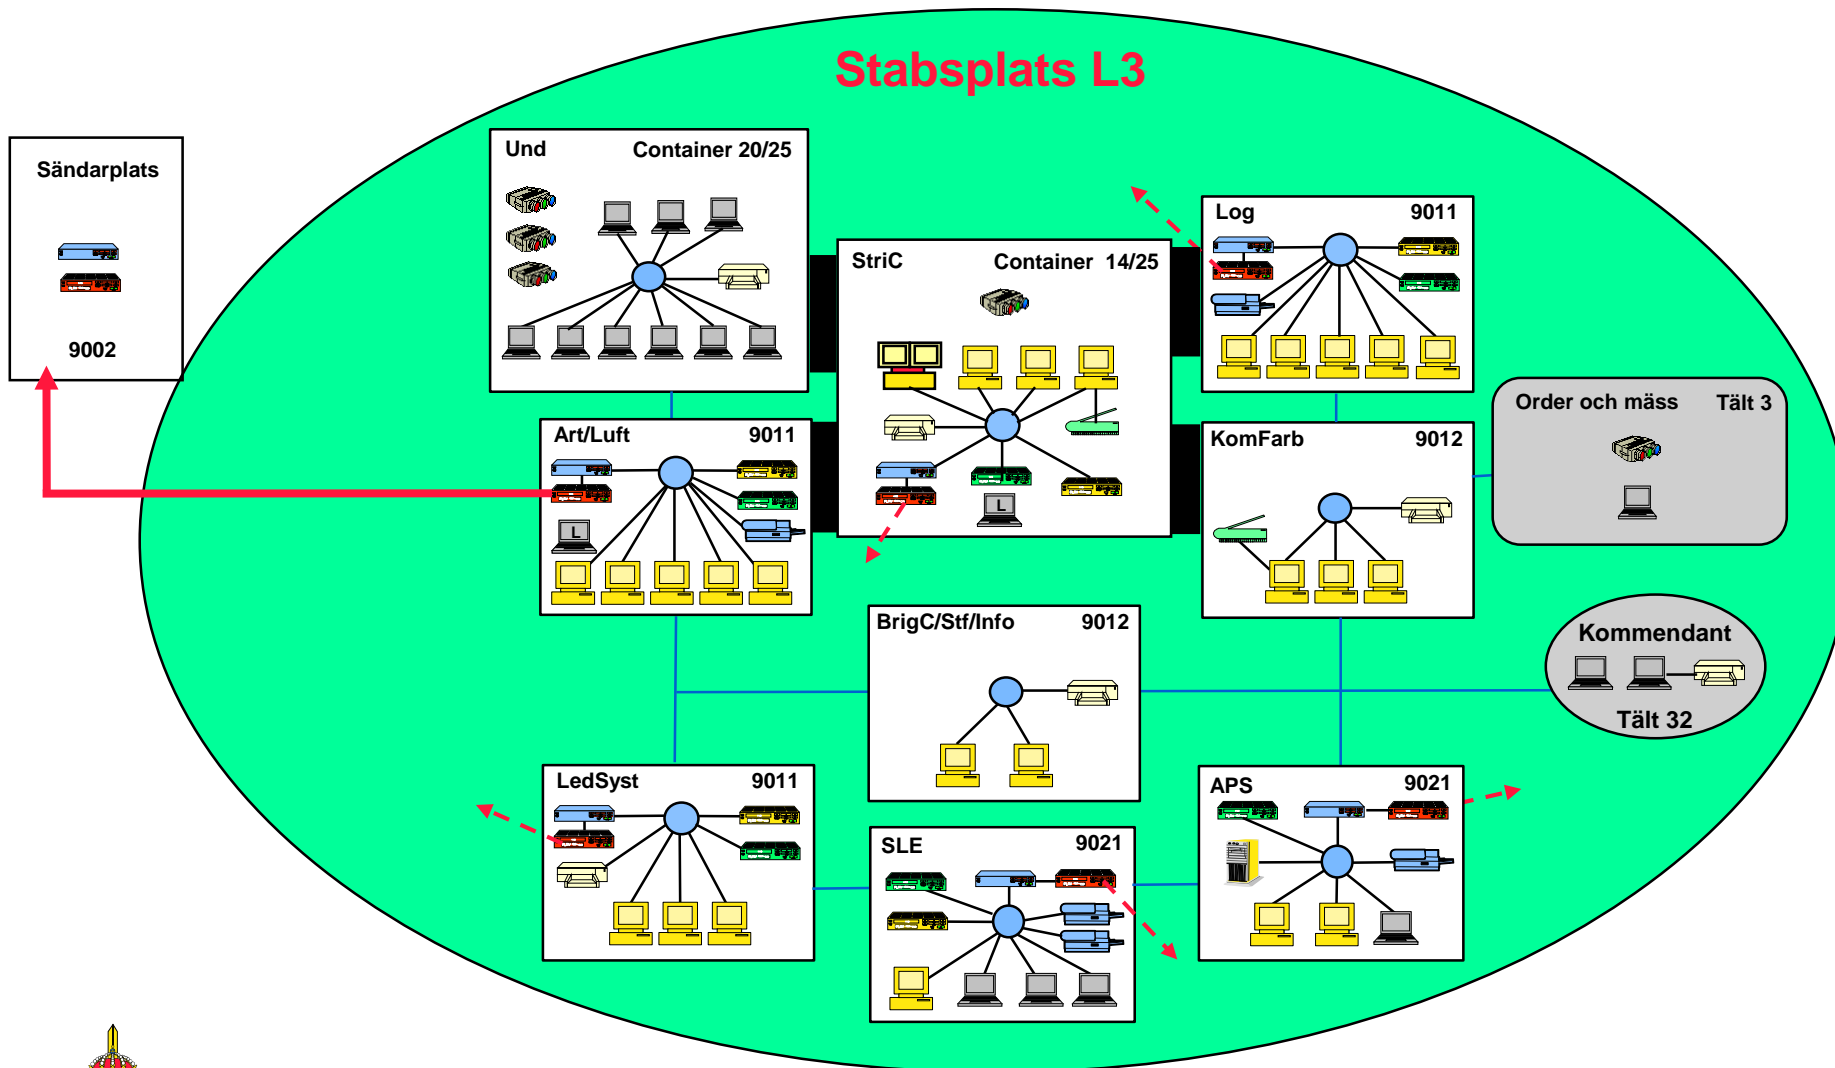 Stabsplats L3
Sändarplats
9002
Und Container 20/25
StriC Container 14/25
L
Log 9011
Art/Luft 9011
L
KomFarb 9012
Order och mäss Tält 3
BrigC/Stf/Info 9012
Kommendant
Tält 32
LedSyst 9011
SLE 9021
APS 9021